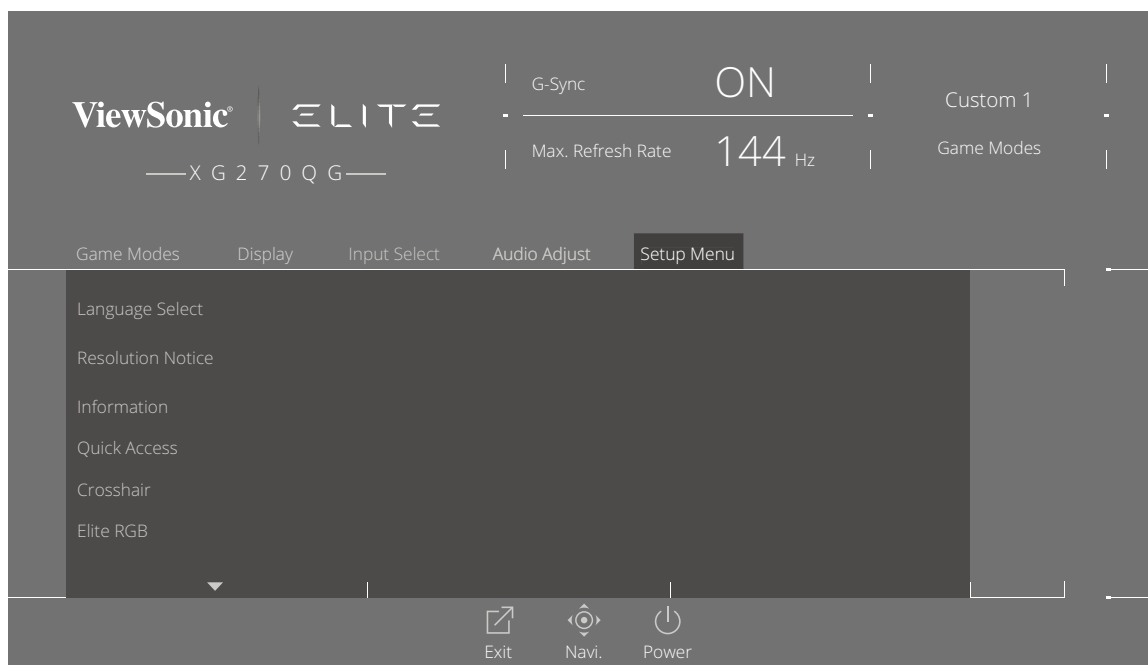 ViewSonic® ELITE
XG270QG
G-Sync ON
Max. Refresh Rate 144 Hz
Custom 1
Game Modes
Game Modes Display Input Select Audio Adjust Setup Menu
Language Select
Resolution Notice
Information
Quick Access
Crosshair
Elite RGB
Exit Navi. Power